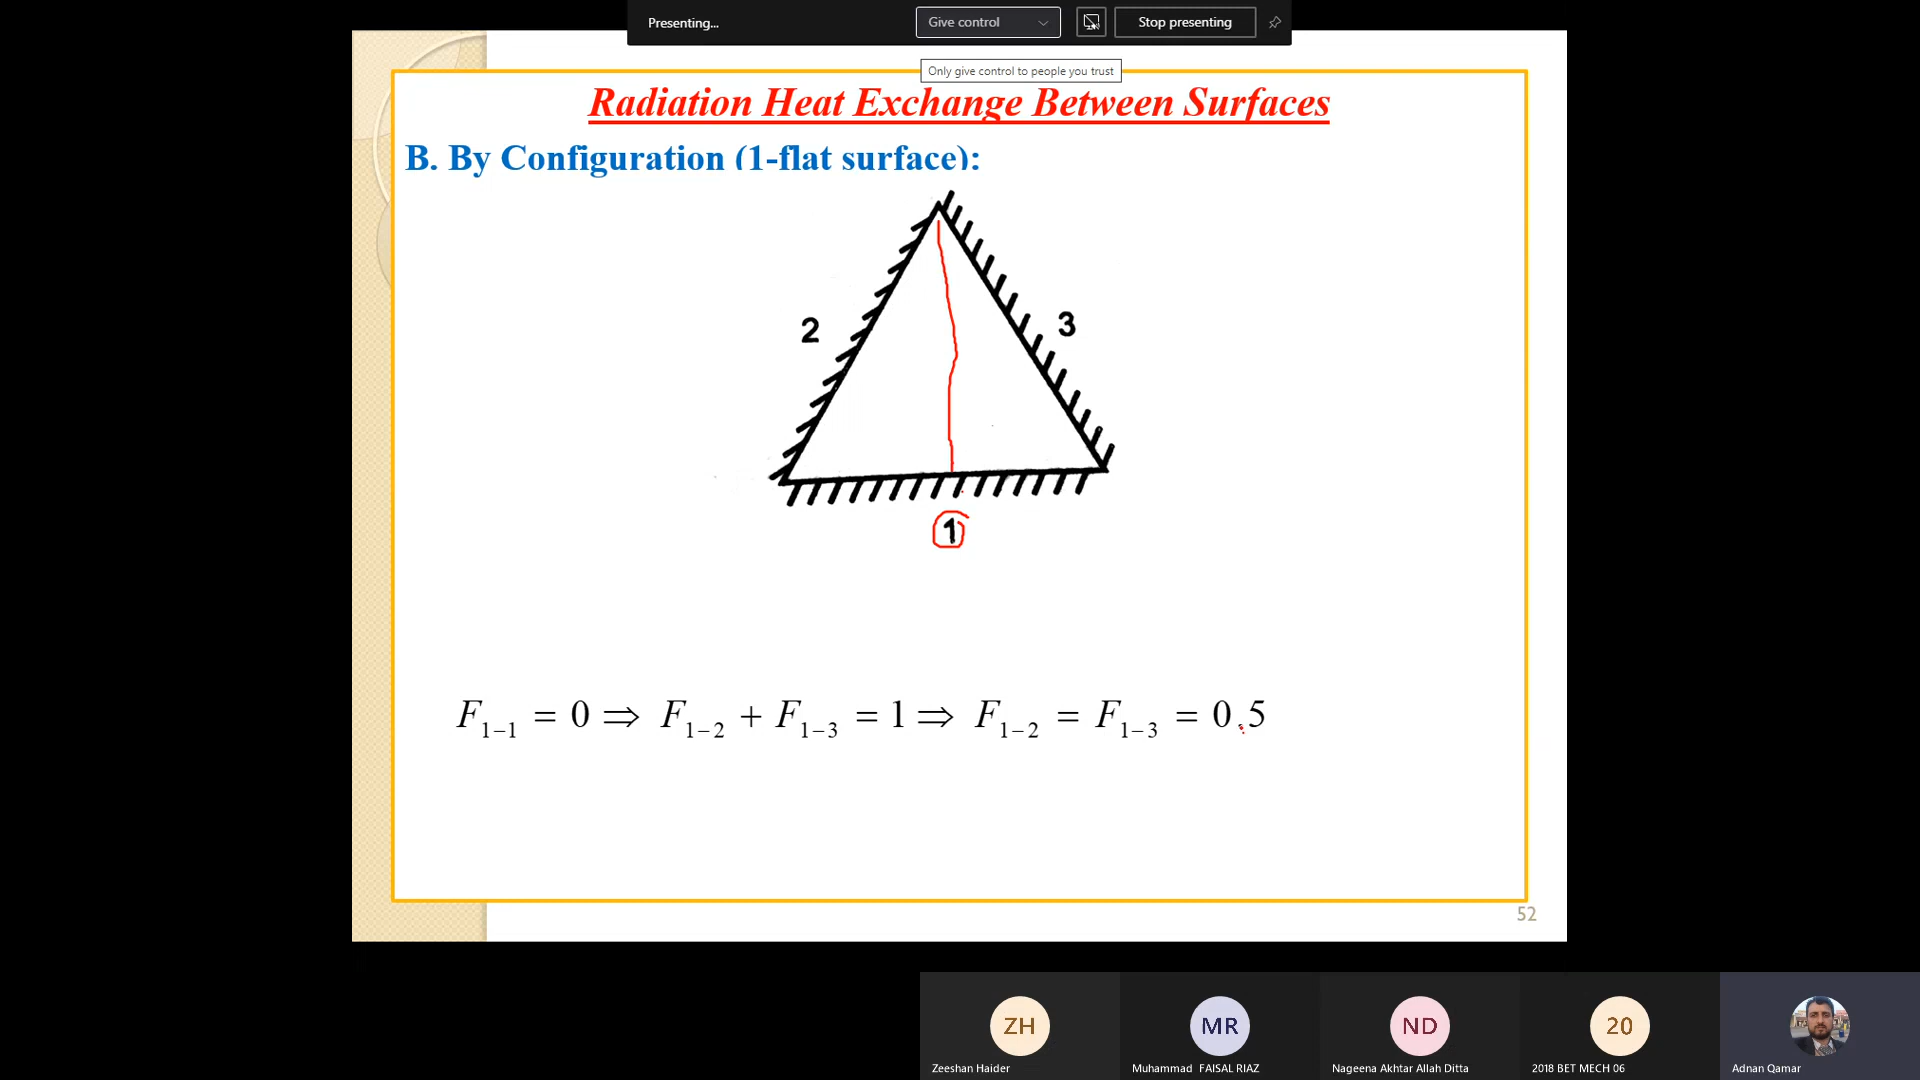 Presenting...
Give control
Stop presenting
Only give control to people you trust
Radiation Heat Exchange Between Surfaces
B. By Configuration (1-flat surface):
2
3
1
F₁₋₁ = 0 ⇒ F₁₋₂ + F₁₋₃ = 1 ⇒ F₁₋₂ = F₁₋₃ = 0.5
52
ZH
MR
ND
20
Zeeshan Haider
Muhammad FAISAL RIAZ
Nageena Akhtar Allah Ditta
2018 BET MECH 06
Adnan Qamar